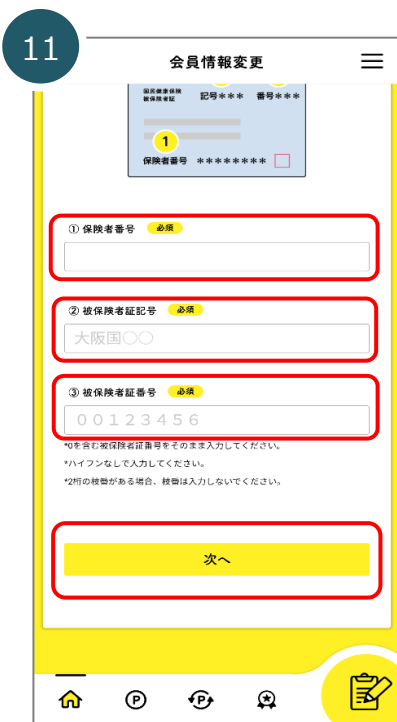 11
会員情報変更
国民健康保険
被保険者証
記号*** 番号***
1
保険者番号 ********
① 保険者番号 必須
② 被保険者証記号 必須
大阪国〇〇
③ 被保険者証番号 必須
00123456
*0を含む被保険者証番号をそのまま入力してください。
*ハイフンなしで入力してください。
*2桁の枝番がある場合、枝番は入力しないでください。
次へ
P
P